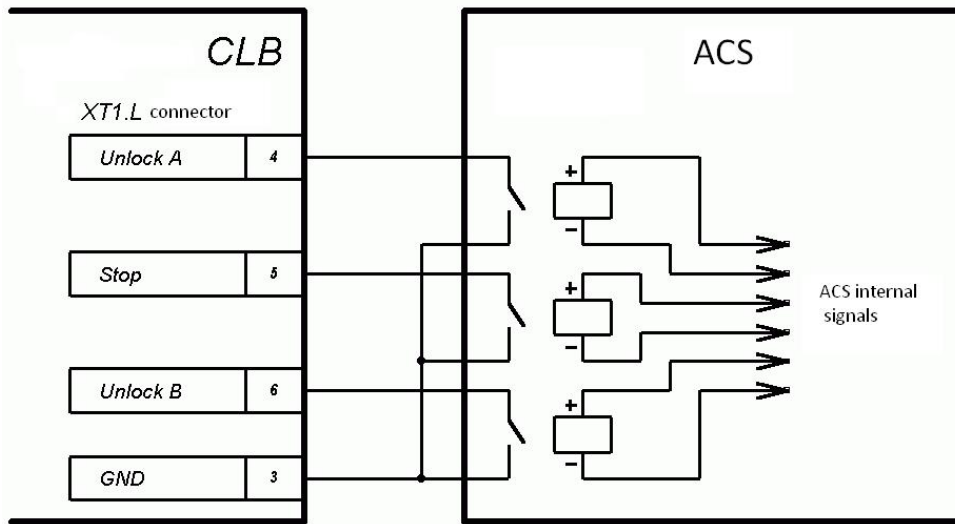 CLB
ACS
XT1.L connector
Unlock A 4
Stop 5
Unlock B 6
GND 3
+
−
+
−
+
−
ACS internal
signals